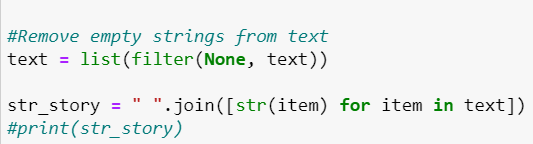 #Remove empty strings from text
text = list(filter(None, text))
str_story = " ".join([str(item) for item in text])
#print(str_story)